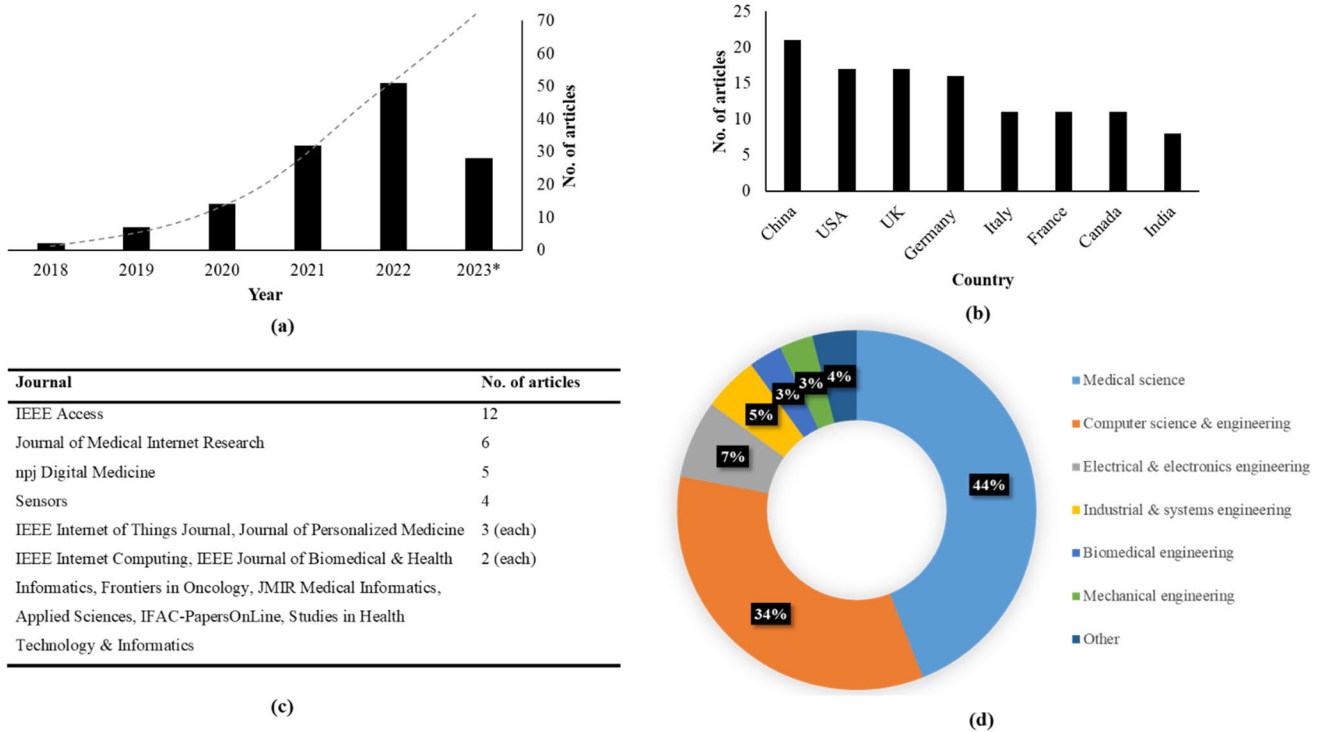 70
60
50
40
30
20
10
0
No. of articles
2018 2019 2020 2021 2022 2023*
Year
(a)
25
20
15
10
5
0
No. of articles
China USA UK Germany Italy France Canada India
Country
(b)
Journal No. of articles
IEEE Access 12
Journal of Medical Internet Research 6
npj Digital Medicine 5
Sensors 4
IEEE Internet of Things Journal, Journal of Personalized Medicine 3 (each)
IEEE Internet Computing, IEEE Journal of Biomedical & Health 2 (each)
Informatics, Frontiers in Oncology, JMIR Medical Informatics,
Applied Sciences, IFAC-PapersOnLine, Studies in Health
Technology & Informatics
(c)
44%
34%
7%
5%
3%
3%
4%
Medical science
Computer science & engineering
Electrical & electronics engineering
Industrial & systems engineering
Biomedical engineering
Mechanical engineering
Other
(d)